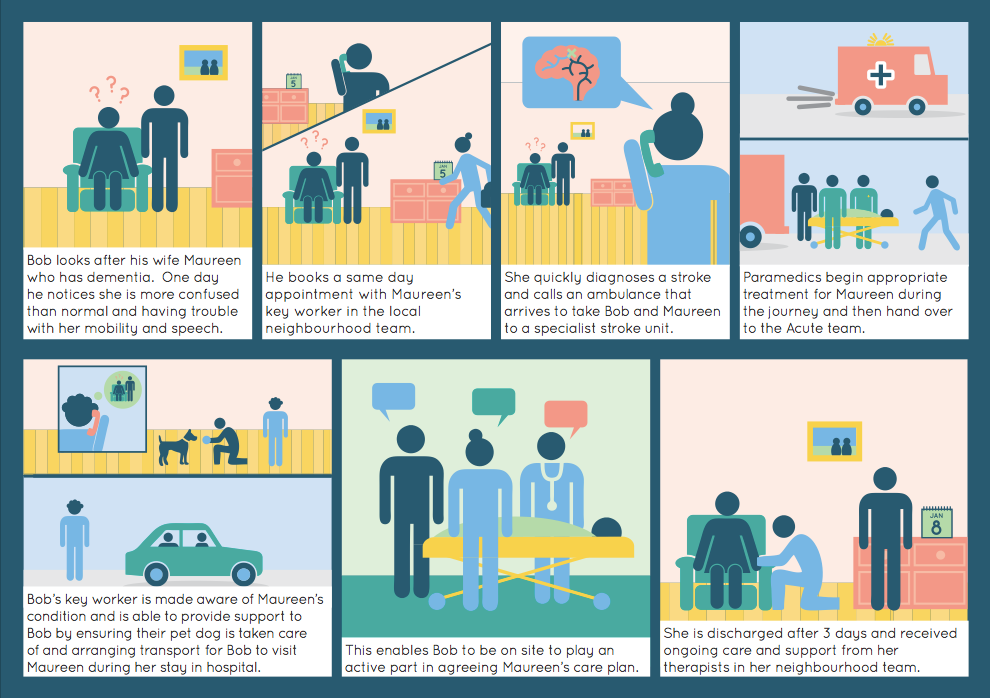 ? ? ?
Bob looks after his wife Maureen
who has dementia. One day
he notices she is more confused
than normal and having trouble
with her mobility and speech.
JAN
5
? ? ?
JAN
5
He books a same day
appointment with Maureen's
key worker in the local
neighbourhood team.
? ? ?
She quickly diagnoses a stroke
and calls an ambulance that
arrives to take Bob and Maureen
to a specialist stroke unit.
Paramedics begin appropriate
treatment for Maureen during
the journey and then hand over
to the Acute team.
Bob's key worker is made aware of Maureen's
condition and is able to provide support to
Bob by ensuring their pet dog is taken care
of and arranging transport for Bob to visit
Maureen during her stay in hospital.
This enables Bob to be on site to play an
active part in agreeing Maureen's care plan.
JAN
8
She is discharged after 3 days and received
ongoing care and support from her
therapists in her neighbourhood team.